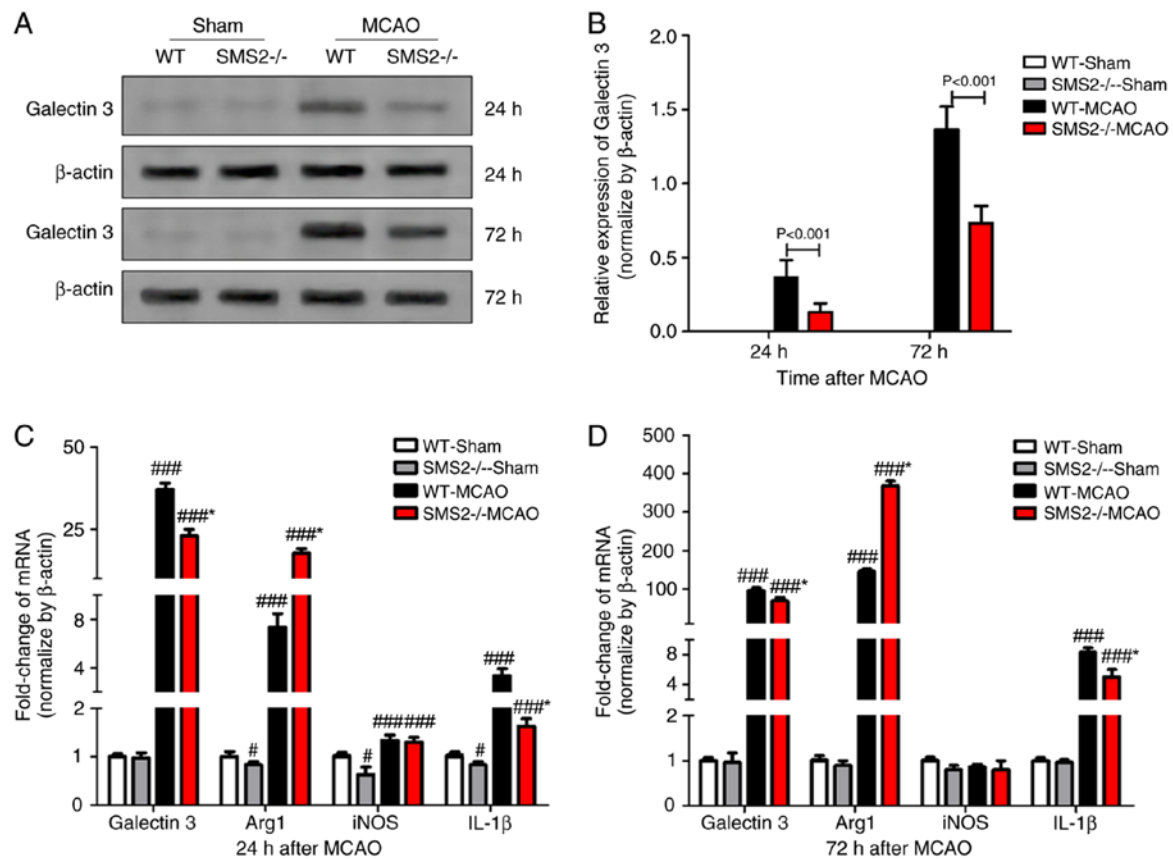 A
Sham MCAO
WT SMS2-/- WT SMS2-/-
Galectin 3 24 h
β-actin 24 h
Galectin 3 72 h
β-actin 72 h
B
Relative expression of Galectin 3
(normalize by β-actin)
2.0
1.5
1.0
0.5
0.0
P<0.001
P<0.001
24 h 72 h
Time after MCAO
WT-Sham
SMS2-/--Sham
WT-MCAO
SMS2-/-MCAO
C
Fold-change of mRNA
(normalize by β-actin)
50
25
8
4
2
1
0
### ###* ### ###* ### ###*
# ###### #
WT-Sham
SMS2-/--Sham
WT-MCAO
SMS2-/-MCAO
Galectin 3 Arg1 iNOS IL-1β
24 h after MCAO
D
Fold-change of mRNA
(normalize by β-actin)
500
400
300
200
100
8
4
2
1
0
### ###* ### ###* ### ###*
WT-Sham
SMS2-/--Sham
WT-MCAO
SMS2-/-MCAO
Galectin 3 Arg1 iNOS IL-1β
72 h after MCAO